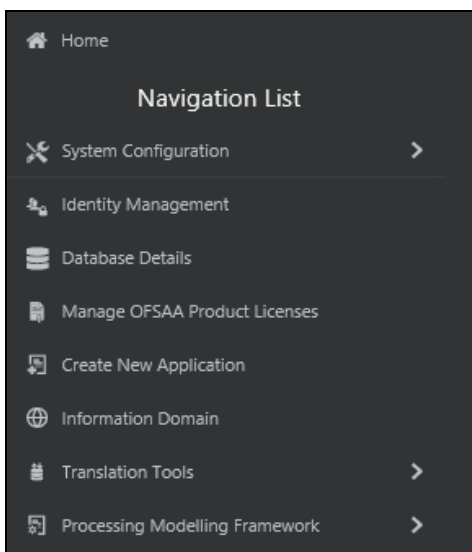 Home
Navigation List
System Configuration
Identity Management
Database Details
Manage OFSAA Product Licenses
Create New Application
Information Domain
Translation Tools
Processing Modelling Framework